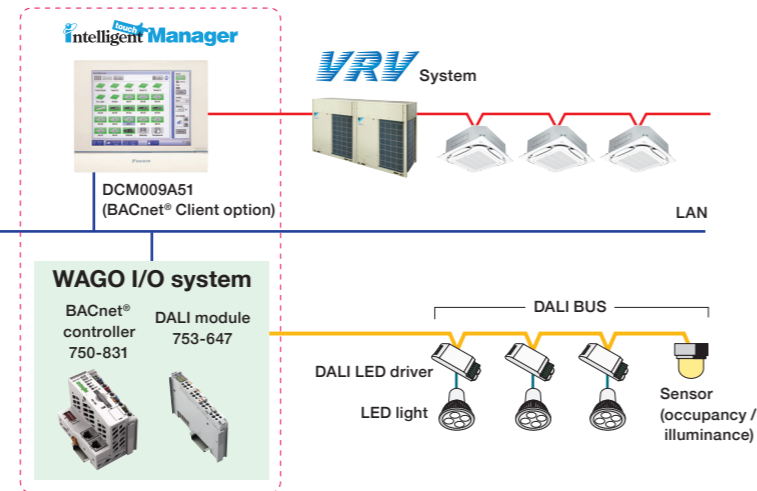 intelligent touch Manager
VRV System
DCM009A51
(BACnet® Client option)
LAN
WAGO I/O system
BACnet®
controller
750-831
DALI module
753-647
DALI BUS
DALI LED driver
LED light
Sensor
(occupancy /
illuminance)